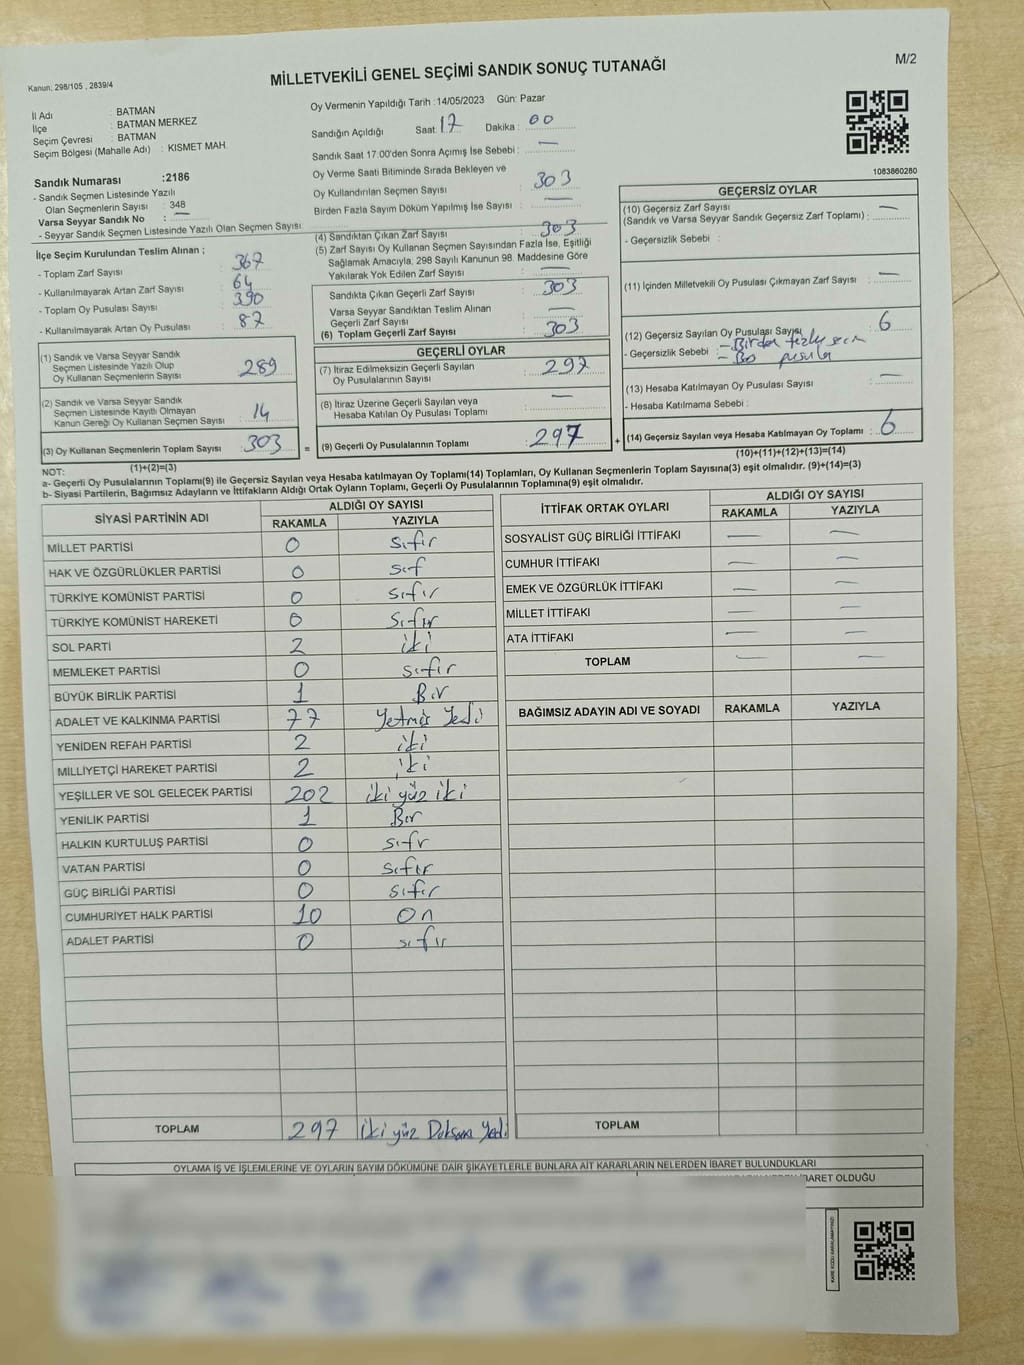 Kanun; 298/105 , 2839/4
MİLLETVEKİLİ GENEL SEÇİMİ SANDIK SONUÇ TUTANAĞI
M/2
İl Adı : BATMAN
İlçe : BATMAN MERKEZ
Seçim Çevresi : BATMAN
Seçim Bölgesi (Mahalle Adı) : KISMET MAH.
Sandık Numarası :2186
- Sandık Seçmen Listesinde Yazılı
Olan Seçmenlerin Sayısı : 348
Varsa Seyyar Sandık No : —
- Seyyar Sandık Seçmen Listesinde Yazılı Olan Seçmen Sayısı:
Oy Vermenin Yapıldığı Tarih :14/05/2023 Gün: Pazar
Sandığın Açıldığı Saat: 17 Dakika : 00
Sandık Saat 17.00'den Sonra Açımış İse Sebebi : —
Oy Verme Saati Bitiminde Sırada Bekleyen ve
Oy Kullandırılan Seçmen Sayısı : 303
Birden Fazla Sayım Döküm Yapılmış İse Sayısı : —
1083860280
İlçe Seçim Kurulundan Teslim Alınan ;
- Toplam Zarf Sayısı : 367
- Kullanılmayarak Artan Zarf Sayısı : 64
- Toplam Oy Pusulası Sayısı : 390
- Kullanılmayarak Artan Oy Pusulası : 87
(4) Sandıktan Çıkan Zarf Sayısı : 303
(5) Zarf Sayısı Oy Kullanan Seçmen Sayısından Fazla İse, Eşitliği
Sağlamak Amacıyla, 298 Sayılı Kanunun 98. Maddesine Göre
Yakılarak Yok Edilen Zarf Sayısı : —
Sandıkta Çıkan Geçerli Zarf Sayısı : 303
Varsa Seyyar Sandıktan Teslim Alınan
Geçerli Zarf Sayısı : —
(6) Toplam Geçerli Zarf Sayısı : 303
GEÇERSİZ OYLAR
(10) Geçersiz Zarf Sayısı
(Sandık ve Varsa Seyyar Sandık Geçersiz Zarf Toplamı) : —
- Geçersizlik Sebebi :
(11) İçinden Milletvekili Oy Pusulası Çıkmayan Zarf Sayısı : —
(12) Geçersiz Sayılan Oy Pusulası Sayısı : 6
- Geçersizlik Sebebi : – Birden fazla seçim
– Boş pusula
(13) Hesaba Katılmayan Oy Pusulası Sayısı : —
- Hesaba Katılmama Sebebi :
(14) Geçersiz Sayılan veya Hesaba Katılmayan Oy Toplamı : 6
(10)+(11)+(12)+(13)=(14)
(1) Sandık ve Varsa Seyyar Sandık
Seçmen Listesinde Yazılı Olup
Oy Kullanan Seçmenlerin Sayısı : 289
(2) Sandık ve Varsa Seyyar Sandık
Seçmen Listesinde Kayıtlı Olmayan
Kanun Gereği Oy Kullanan Seçmen Sayısı : 14
(3) Oy Kullanan Seçmenlerin Toplam Sayısı : 303 =
(1)+(2)=(3)
GEÇERLİ OYLAR
(7) İtiraz Edilmeksizin Geçerli Sayılan
Oy Pusulalarının Sayısı : 297
(8) İtiraz Üzerine Geçerli Sayılan veya
Hesaba Katılan Oy Pusulası Toplamı : —
(9) Geçerli Oy Pusulalarının Toplamı : 297 +
NOT:
a- Geçerli Oy Pusulalarının Toplamı(9) ile Geçersiz Sayılan veya Hesaba katılmayan Oy Toplamı(14) Toplamları, Oy Kullanan Seçmenlerin Toplam Sayısına(3) eşit olmalıdır. (9)+(14)=(3)
b- Siyasi Partilerin, Bağımsız Adayların ve İttifakların Aldığı Ortak Oyların Toplamı, Geçerli Oy Pusulalarının Toplamına(9) eşit olmalıdır.
SİYASİ PARTİNİN ADI ALDIĞI OY SAYISI
RAKAMLA YAZIYLA
MİLLET PARTİSİ 0 sıfır
HAK VE ÖZGÜRLÜKLER PARTİSİ 0 sıf
TÜRKİYE KOMÜNİST PARTİSİ 0 sıfır
TÜRKİYE KOMÜNİST HAREKETİ 0 sıfır
SOL PARTİ 2 iki
MEMLEKET PARTİSİ 0 sıfır
BÜYÜK BİRLİK PARTİSİ 1 Bir
ADALET VE KALKINMA PARTİSİ 77 Yetmiş Yedi
YENİDEN REFAH PARTİSİ 2 iki
MİLLİYETÇİ HAREKET PARTİSİ 2 iki
YEŞİLLER VE SOL GELECEK PARTİSİ 202 iki yüz iki
YENİLİK PARTİSİ 1 Bir
HALKIN KURTULUŞ PARTİSİ 0 sıfır
VATAN PARTİSİ 0 sıfır
GÜÇ BİRLİĞİ PARTİSİ 0 sıfır
CUMHURİYET HALK PARTİSİ 10 On
ADALET PARTİSİ 0 sıfır
TOPLAM 297 iki yüz Doksan Yedi
İTTİFAK ORTAK OYLARI ALDIĞI OY SAYISI
RAKAMLA YAZIYLA
SOSYALİST GÜÇ BİRLİĞİ İTTİFAKI — —
CUMHUR İTTİFAKI — —
EMEK VE ÖZGÜRLÜK İTTİFAKI — —
MİLLET İTTİFAKI — —
ATA İTTİFAKI — —
TOPLAM — —
BAĞIMSIZ ADAYIN ADI VE SOYADI RAKAMLA YAZIYLA
TOPLAM
OYLAMA İŞ VE İŞLEMLERİNE VE OYLARIN SAYIM DÖKÜMÜNE DAİR ŞİKAYETLERLE BUNLARA AİT KARARLARIN NELERDEN İBARET BULUNDUKLARI
İBARET OLDUĞU